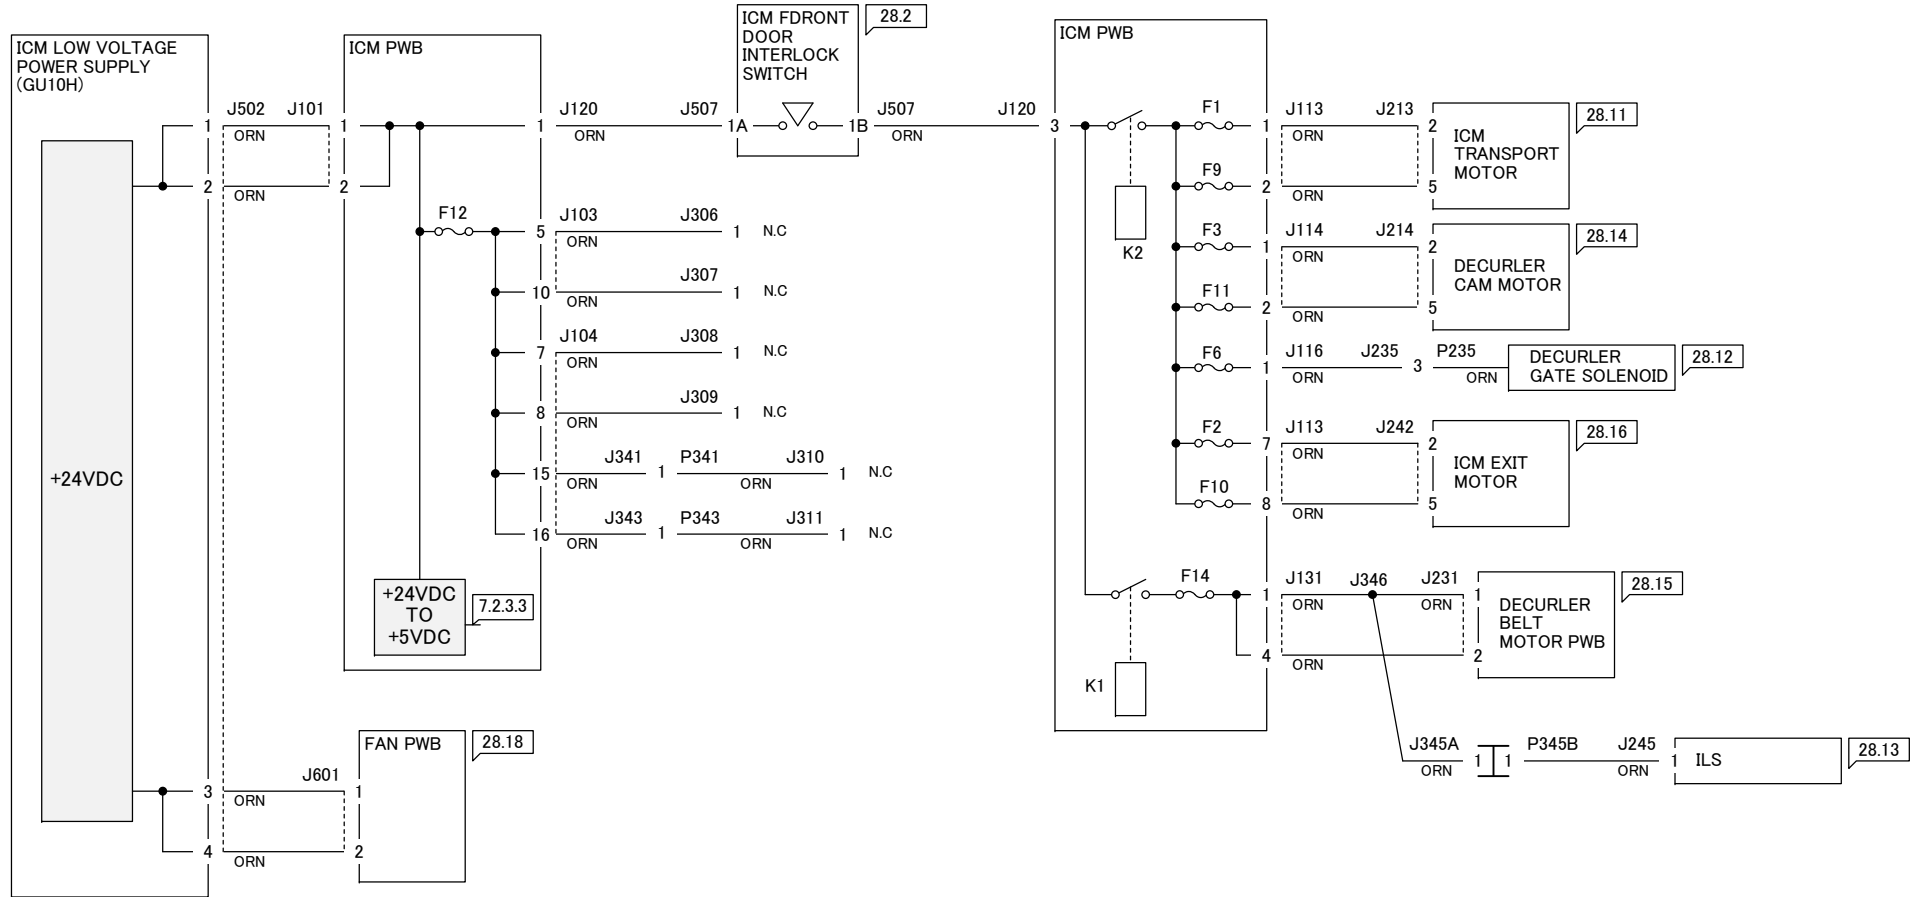 ICM LOW VOLTAGE
POWER SUPPLY
(GU10H)
+24VDC
1
2
3
4
J502
J101
ORN
ORN
ICM PWB
1
2
F12
+24VDC
TO
+5VDC
7.2.3.3
1
J120
J507
ORN
5
J103
J306
ORN
1
N.C
10
J307
ORN
1
N.C
7
J104
J308
ORN
1
N.C
8
J309
ORN
1
N.C
15
J341
ORN
1
P341
J310
ORN
1
N.C
16
J343
ORN
1
P343
J311
ORN
1
N.C
J601
ORN
ORN
1
2
FAN PWB
28.18
ICM FDRONT
DOOR
INTERLOCK
SWITCH
28.2
1A
1B
J507
J120
ORN
ICM PWB
3
K2
K1
F1
1
J113
J213
ORN
2
ICM
TRANSPORT
MOTOR
28.11
F9
2
ORN
5
F3
1
J114
J214
ORN
2
DECURLER
CAM MOTOR
28.14
F11
2
ORN
5
F6
1
J116
J235
ORN
3
P235
ORN
DECURLER
GATE SOLENOID
28.12
F2
7
J113
J242
ORN
2
ICM EXIT
MOTOR
28.16
F10
8
ORN
5
F14
1
J131
J346
J231
ORN
ORN
1
DECURLER
BELT
MOTOR PWB
28.15
4
ORN
2
J345A
ORN
1
1
P345B
J245
ORN
1
ILS
28.13